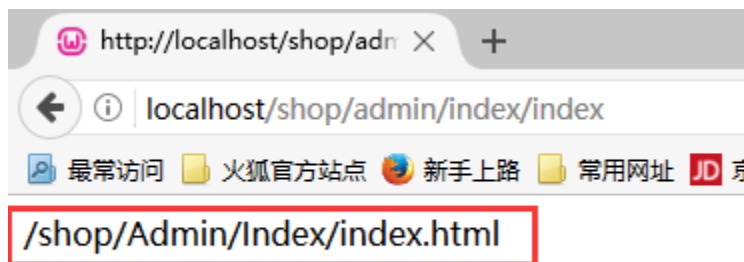 http://localhost/shop/adm
localhost/shop/admin/index/index
最常访问 火狐官方站点 新手上路 常用网址 JD
/shop/Admin/Index/index.html